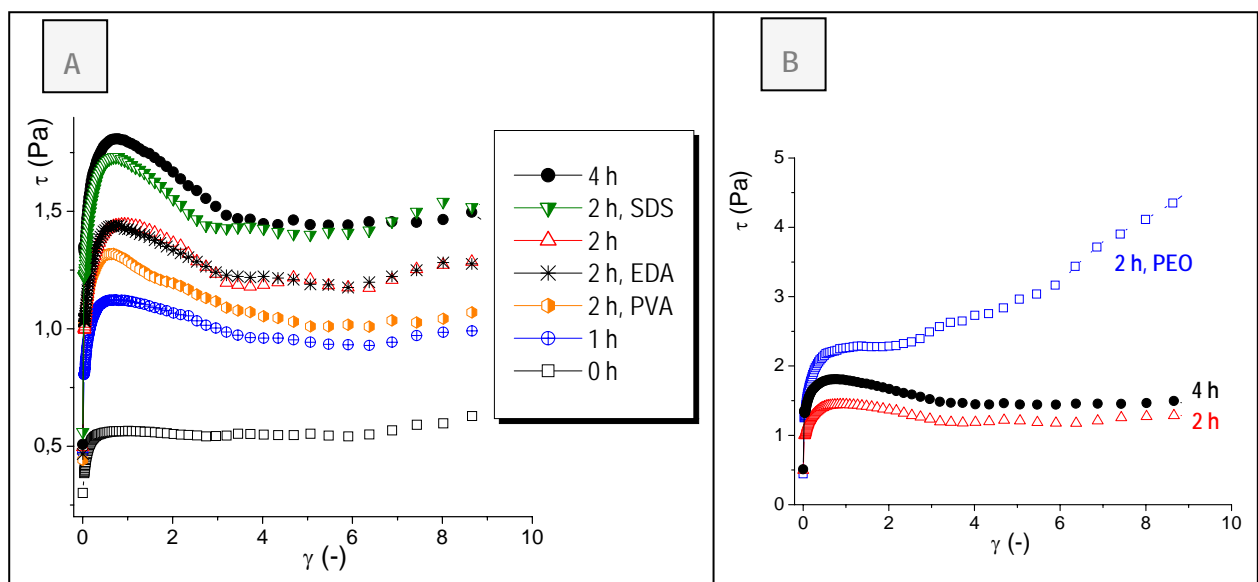 A
τ (Pa)
1,5
1,0
0,5
0
2
4
6
8
10
γ (-)
4 h
2 h, SDS
2 h
2 h, EDA
2 h, PVA
1 h
0 h
B
τ (Pa)
5
4
3
2
1
0
0
2
4
6
8
10
γ (-)
2 h, PEO
4 h
2 h